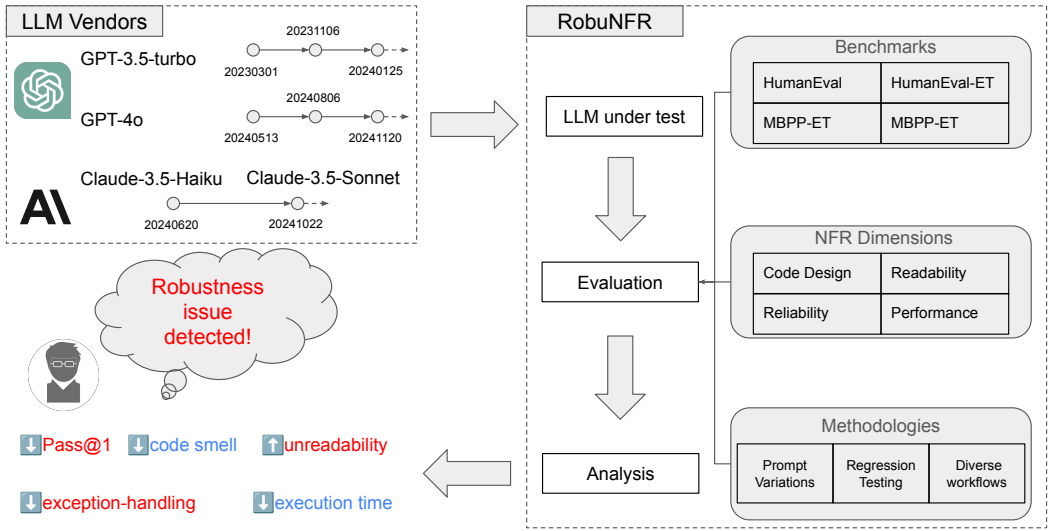 LLM Vendors
GPT-3.5-turbo
20231106
20230301
20240125
GPT-4o
20240806
20240513
20241120
Claude-3.5-Haiku
Claude-3.5-Sonnet
20240620
20241022
Robustness
issue
detected!
Pass@1
code smell
unreadability
exception-handling
execution time
RobuNFR
LLM under test
Evaluation
Analysis
Benchmarks
HumanEval
HumanEval-ET
MBPP-ET
MBPP-ET
NFR Dimensions
Code Design
Readability
Reliability
Performance
Methodologies
Prompt
Variations
Regression
Testing
Diverse
workflows